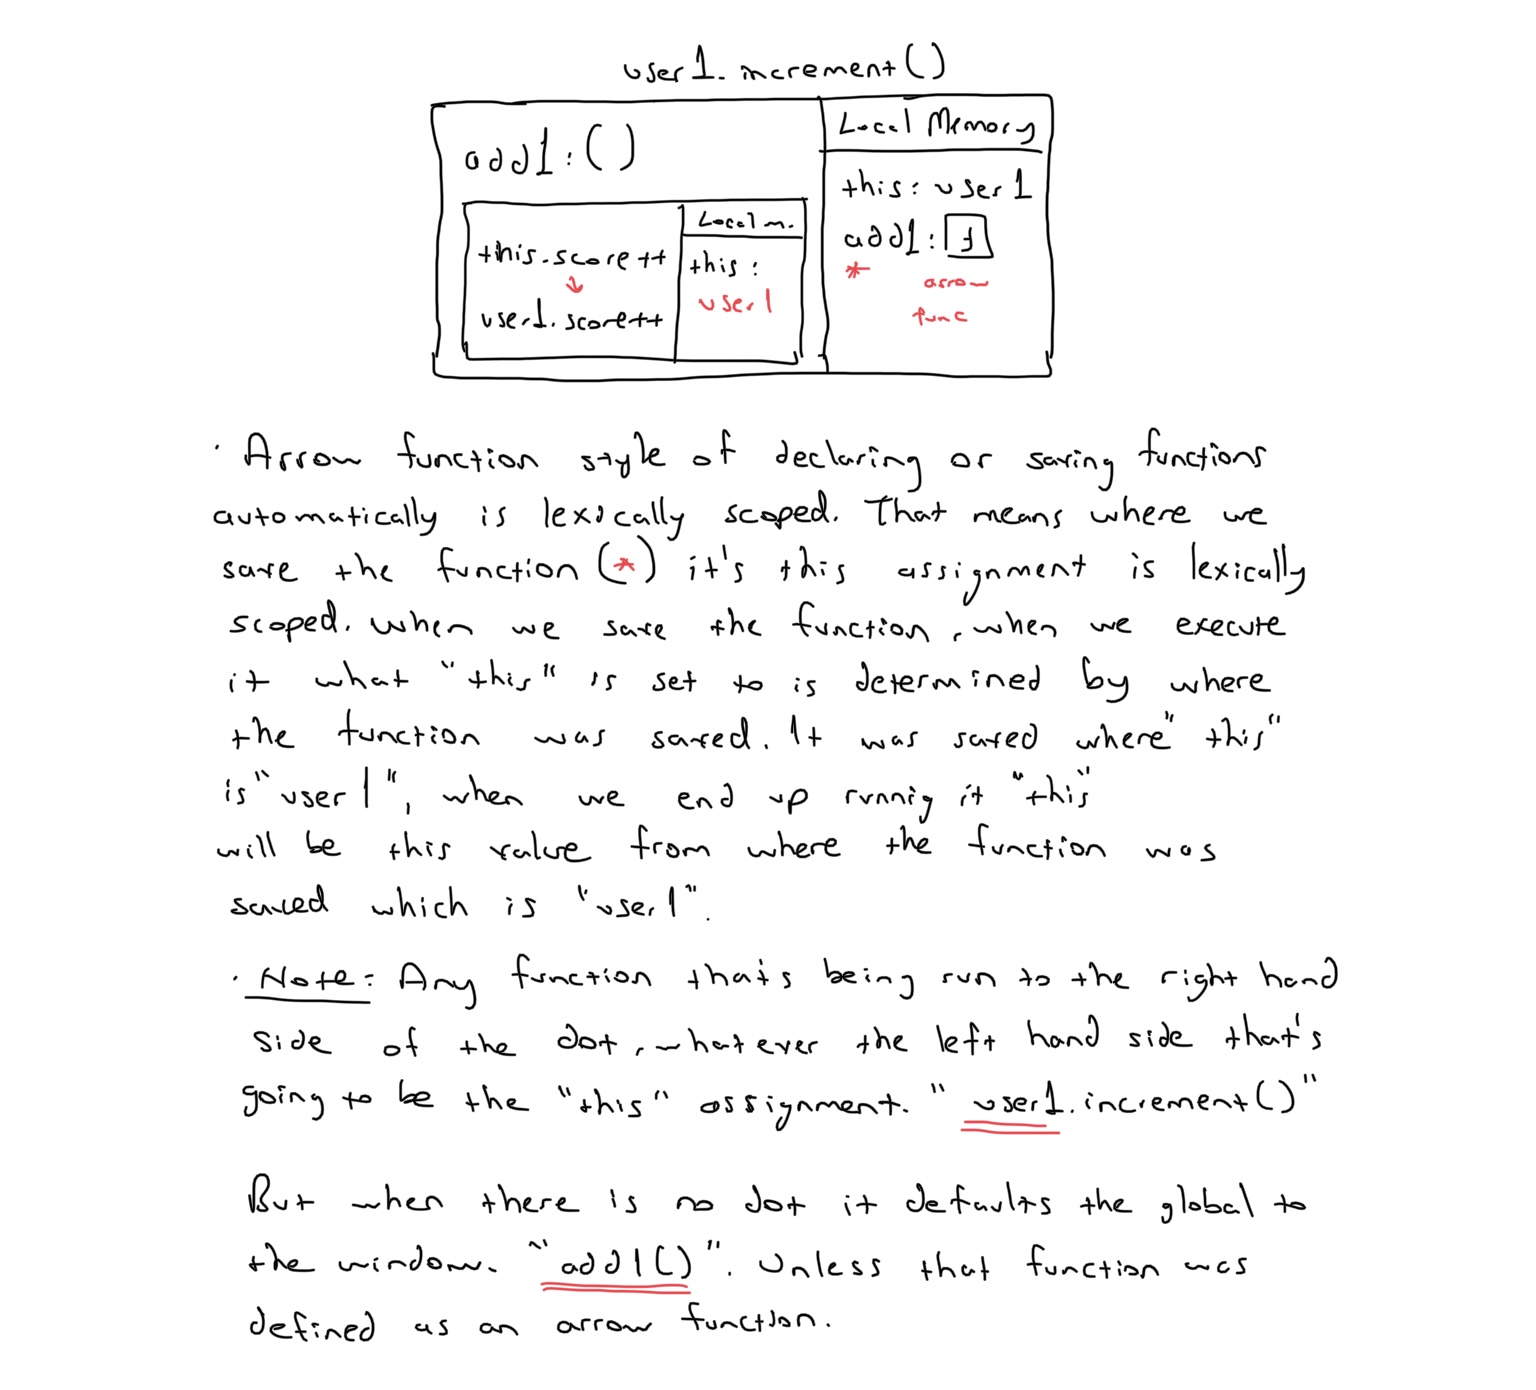 user1.increment()
add1:()
Local Memory
this: user1
add1: f
*
arrow
func
Local m.
this.score++
↓
user1.score++
this:
user1
· Arrow function style of declaring or saving functions
automatically is lexically scoped. That means where we
save the function (*) it's this assignment is lexically
scoped. When we save the function, when we execute
it what "this" is set to is determined by where
the function was saved. It was saved where "this"
is "user1", when we end up runnig it "this"
will be this value from where the function was
saved which is "user1".
· Note: Any function that's being run to the right hand
side of the dot, whatever the left hand side that's
going to be the "this" assignment. "user1.increment()"
But when there is no dot it defaults the global to
the window. "add1()". Unless that function was
defined as an arrow function.